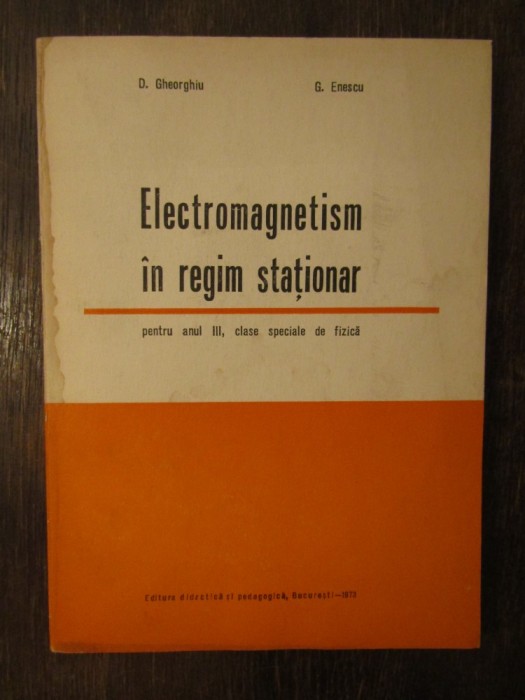 D. Gheorghiu G. Enescu
Electromagnetism
în regim staționar
pentru anul III, clase speciale de fizică
Editura didactică și pedagogică, București—1973